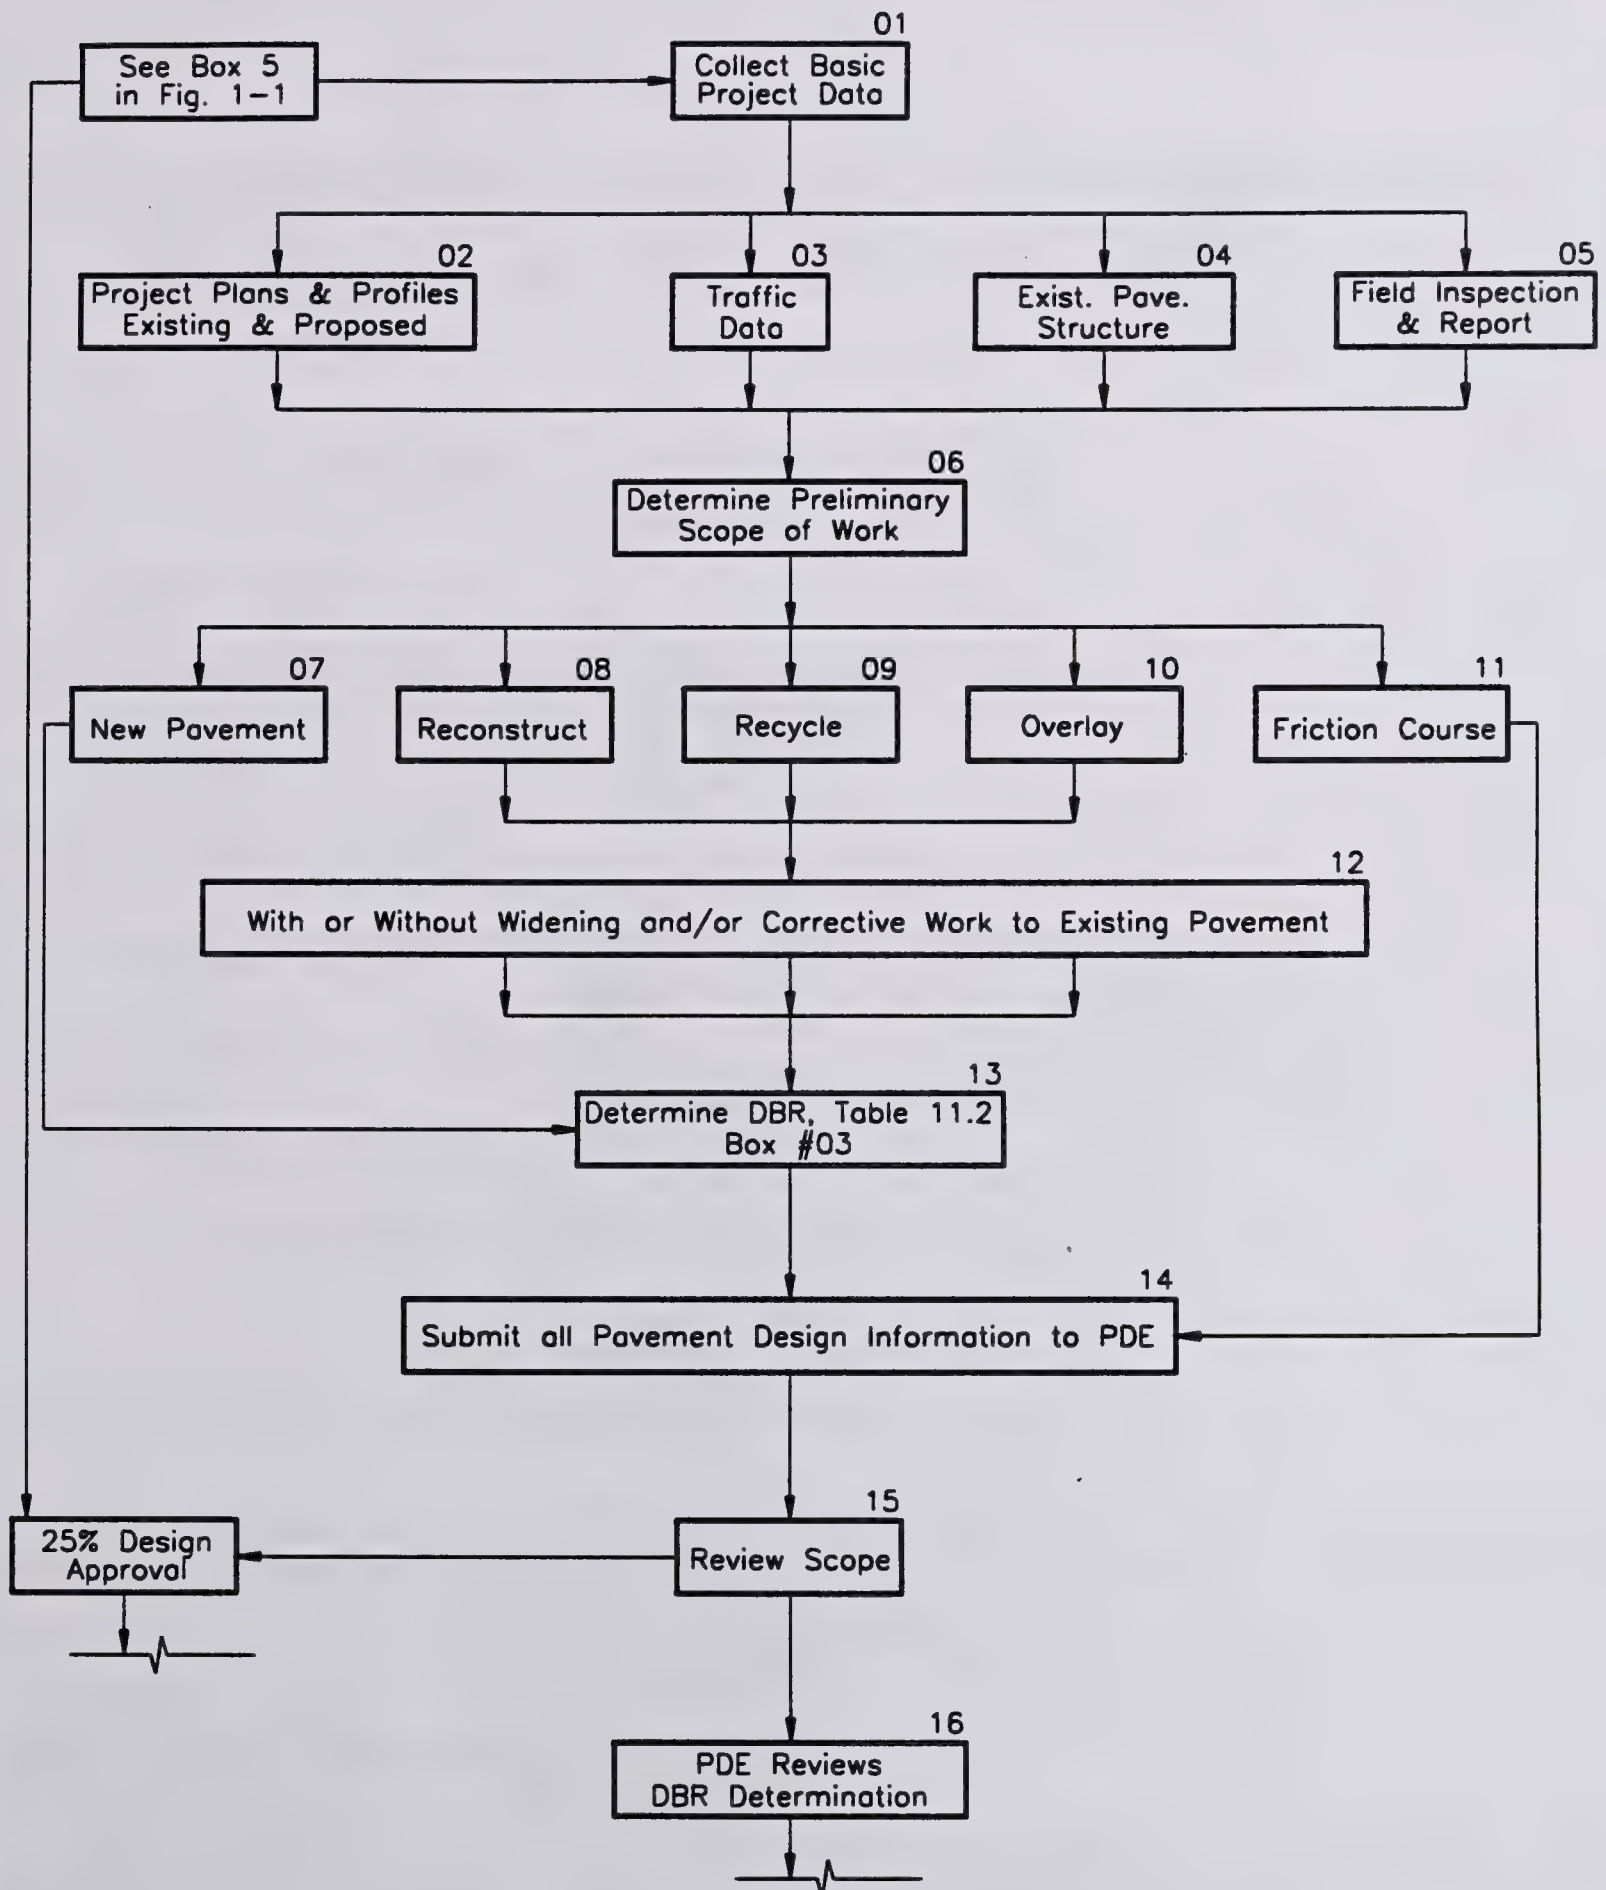 01
See Box 5
in Fig. 1-1
Collect Basic
Project Data
02
Project Plans & Profiles
Existing & Proposed
03
Traffic
Data
04
Exist. Pave.
Structure
05
Field Inspection
& Report
06
Determine Preliminary
Scope of Work
07
New Pavement
08
Reconstruct
09
Recycle
10
Overlay
11
Friction Course
12
With or Without Widening and/or Corrective Work to Existing Pavement
13
Determine DBR, Table 11.2
Box #03
14
Submit all Pavement Design Information to PDE
15
Review Scope
25% Design
Approval
16
PDE Reviews
DBR Determination